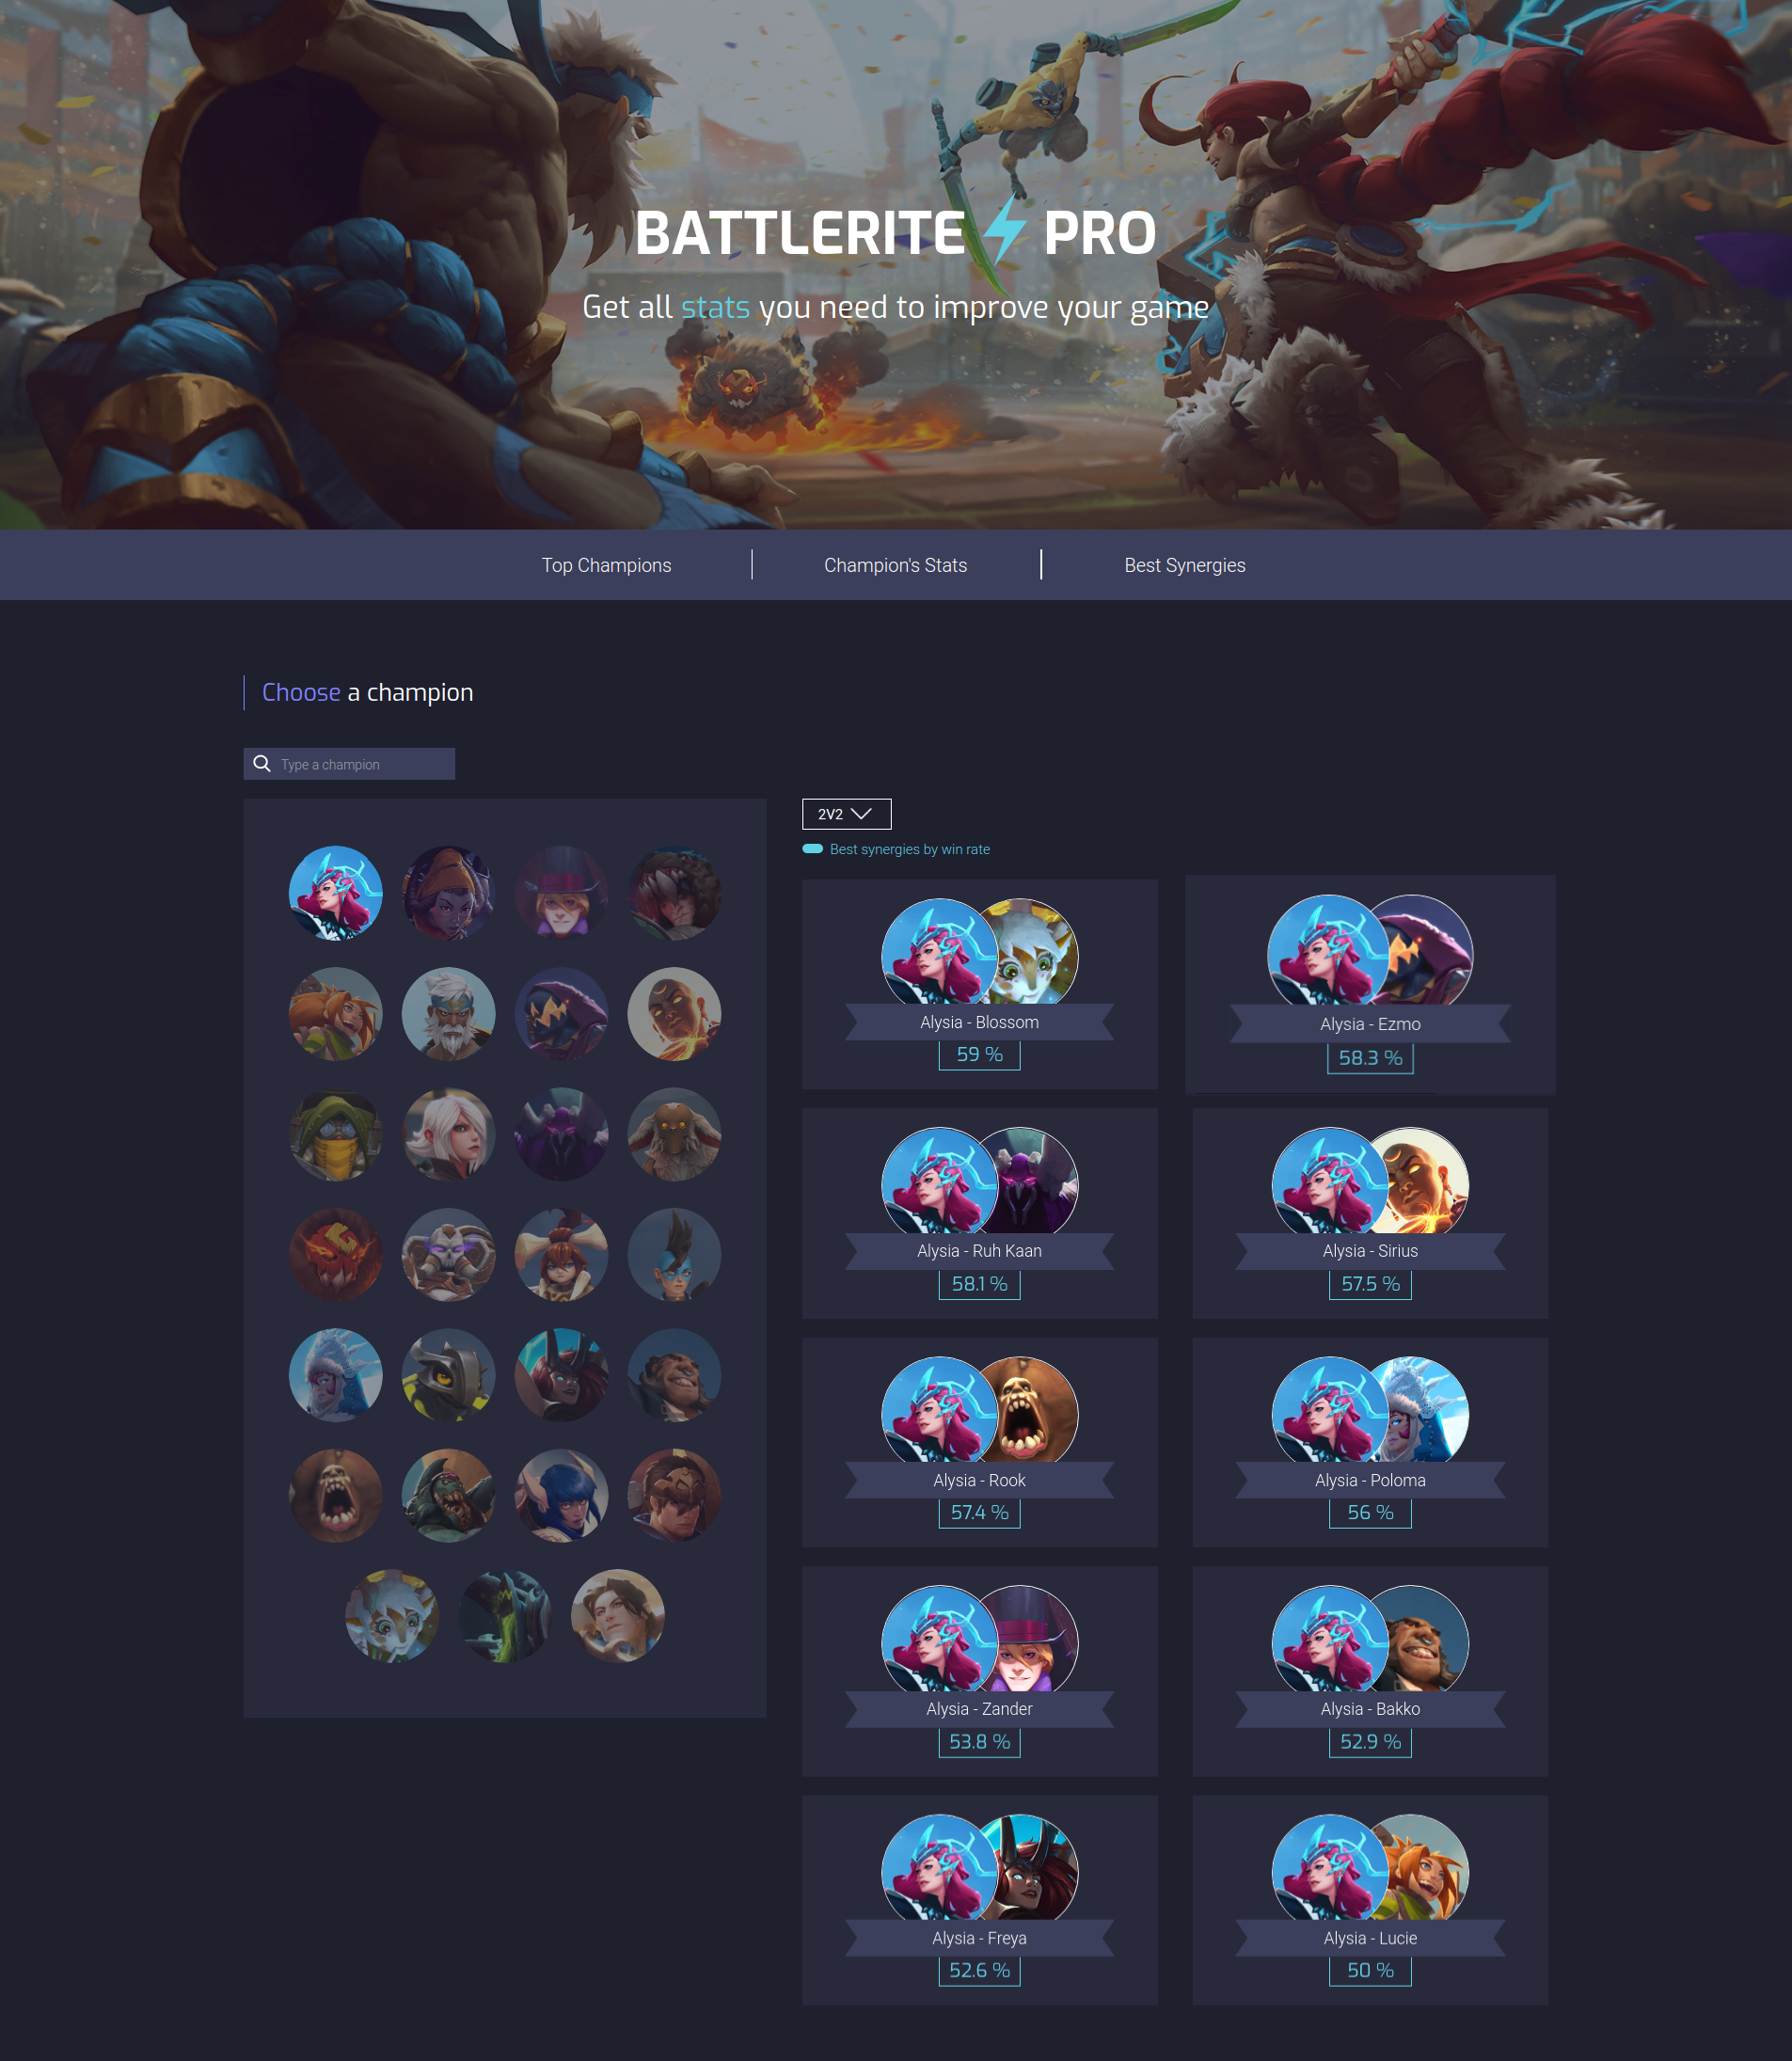 BATTLERITE PRO
Get all stats you need to improve your game
Top Champions
Champion's Stats
Best Synergies
Choose a champion
Type a champion
2V2
Best synergies by win rate
Alysia - Blossom
59 %
Alysia - Ezmo
58.3 %
Alysia - Ruh Kaan
58.1 %
Alysia - Sirius
57.5 %
Alysia - Rook
57.4 %
Alysia - Poloma
56 %
Alysia - Zander
53.8 %
Alysia - Bakko
52.9 %
Alysia - Freya
52.6 %
Alysia - Lucie
50 %